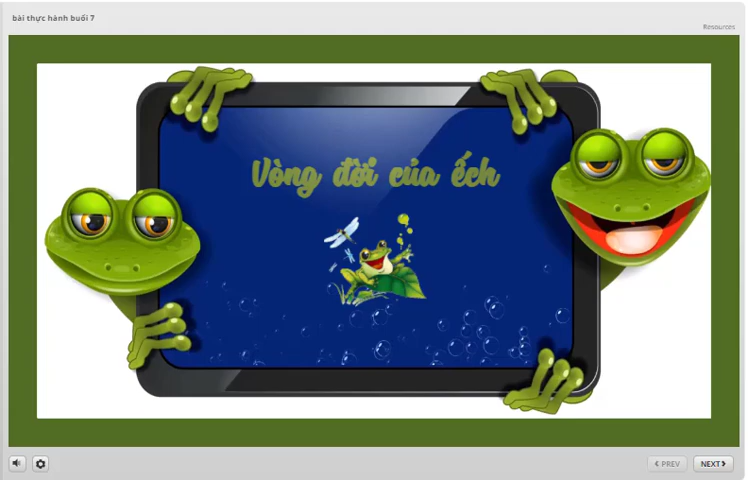 bài thực hành buổi 7
Resources
Vòng đời của ếch
PREV
NEXT